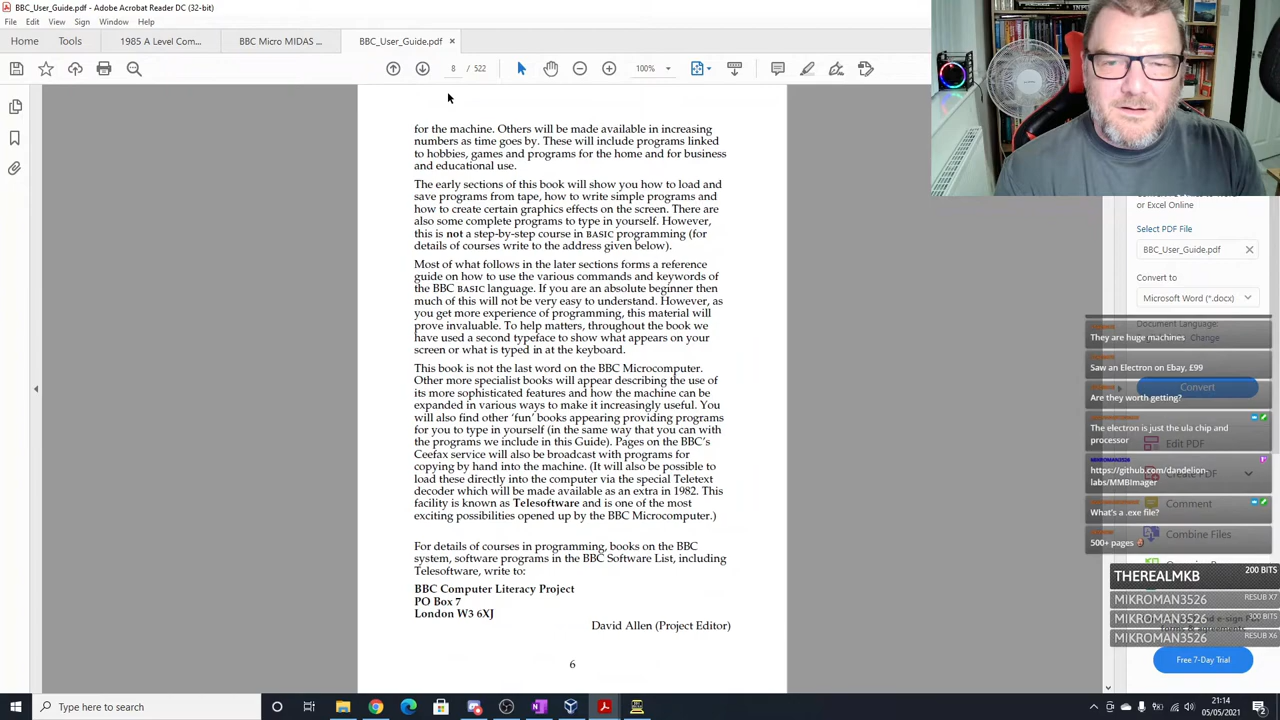 BBC_User_Guide.pdf - Adobe Acrobat Reader DC (32-bit)
File Edit View Sign Window Help
Home Tools 1985 A Level Com... BBC Micro MIDAS ... BBC_User_Guide.pdf
8 / 522 100%
for the machine. Others will be made available in increasing
numbers as time goes by. These will include programs linked
to hobbies, games and programs for the home and for business
and educational use.
The early sections of this book will show you how to load and
save programs from tape, how to write simple programs and
how to create certain graphics effects on the screen. There are
also some complete programs to type in yourself. However,
this is not a step-by-step course in BASIC programming (for
details of courses write to the address given below).
Most of what follows in the later sections forms a reference
guide on how to use the various commands and keywords of
the BBC BASIC language. If you are an absolute beginner then
much of this will not be very easy to understand. However, as
you get more experience of programming, this material will
prove invaluable. To help matters, throughout the book we
have used a second typeface to show what appears on your
screen or what is typed in at the keyboard.
This book is not the last word on the BBC Microcomputer.
Other more specialist books will appear describing the use of
its more sophisticated features and how the machine can be
expanded in various ways to make it increasingly useful. You
will also find other ‘fun’ books appearing providing programs
for you to type in yourself (in the same way that you can with
the programs we include in this Guide). Pages on the BBC’s
Ceefax service will also be broadcast with programs for
copying by hand into the machine. (It will also be possible to
load these directly into the computer via the special Teletext
decoder which will be made available as an extra in 1982. This
facility is known as Telesoftware and is one of the most
exciting possibilities opened up by the BBC Microcomputer.)
For details of courses in programming, books on the BBC
system, software programs in the BBC Software List, including
Telesoftware, write to:
BBC Computer Literacy Project
PO Box 7
London W3 6XJ
David Allen (Project Editor)
6
or Excel Online
Select PDF File
BBC_User_Guide.pdf
Convert to
Microsoft Word (*.docx)
Document Language:
Change
They are huge machines
Saw an Electron on Ebay, £99
Convert
Are they worth getting?
The electron is just the ula chip and
processor
Edit PDF
MIKROMAN3526
https://github.com/dandelion-
labs/MMBImager
Create PDF
Comment
What's a .exe file?
Combine Files
500+ pages
THEREALMKB 200 BITS
MIKROMAN3526 RESUB X7
MIKROMAN3526 300 BITS
MIKROMAN3526 RESUB X6
Free 7-Day Trial
Type here to search
21:14
05/05/2021
2